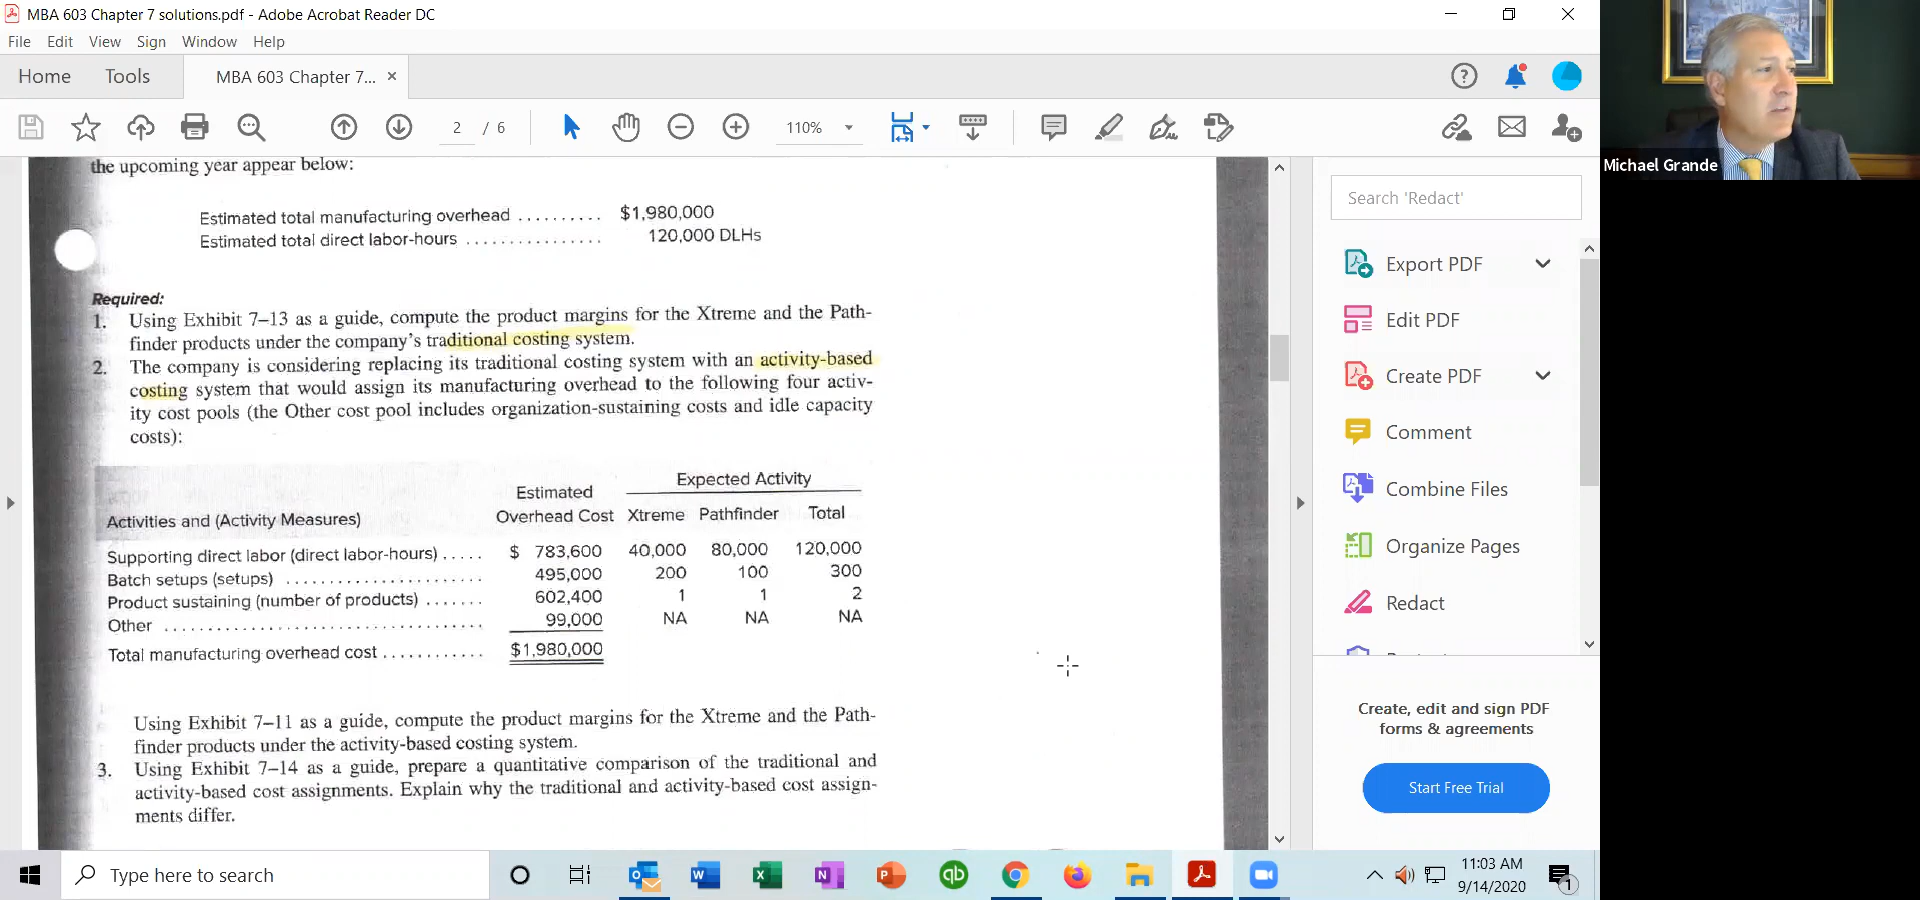 MBA 603 Chapter 7 solutions.pdf - Adobe Acrobat Reader DC
File Edit View Sign Window Help
Home Tools MBA 603 Chapter 7... ×
2 / 6 110%
Michael Grande
the upcoming year appear below:
Estimated total manufacturing overhead .......... $1,980,000
Estimated total direct labor-hours ................ 120,000 DLHs
Required:
1. Using Exhibit 7–13 as a guide, compute the product margins for the Xtreme and the Path-
finder products under the company's traditional costing system.
2. The company is considering replacing its traditional costing system with an activity-based
costing system that would assign its manufacturing overhead to the following four activ-
ity cost pools (the Other cost pool includes organization-sustaining costs and idle capacity
costs):
Expected Activity
Estimated
Activities and (Activity Measures) Overhead Cost Xtreme Pathfinder Total
Supporting direct labor (direct labor-hours) ..... $ 783,600 40,000 80,000 120,000
Batch setups (setups) ........................ 495,000 200 100 300
Product sustaining (number of products) ....... 602,400 1 1 2
Other ....................................... 99,000 NA NA NA
Total manufacturing overhead cost ............ $1,980,000
Using Exhibit 7–11 as a guide, compute the product margins for the Xtreme and the Path-
finder products under the activity-based costing system.
3. Using Exhibit 7–14 as a guide, prepare a quantitative comparison of the traditional and
activity-based cost assignments. Explain why the traditional and activity-based cost assign-
ments differ.
Search 'Redact'
Export PDF
Edit PDF
Create PDF
Comment
Combine Files
Organize Pages
Redact
Create, edit and sign PDF
forms & agreements
Start Free Trial
Type here to search
11:03 AM
9/14/2020
1